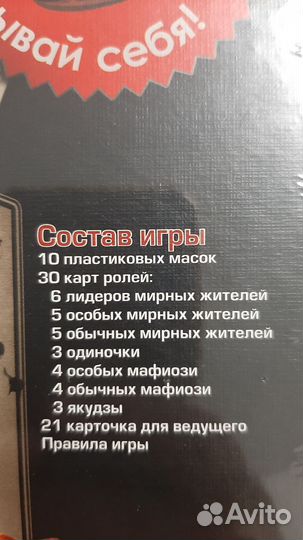 ывай себя!
Состав игры
10 пластиковых масок
30 карт ролей:
6 лидеров мирных жителей
5 особых мирных жителей
5 обычных мирных жителей
3 одиночки
4 особых мафиози
4 обычных мафиози
3 якудзы
21 карточка для ведущего
Правила игры
Avito